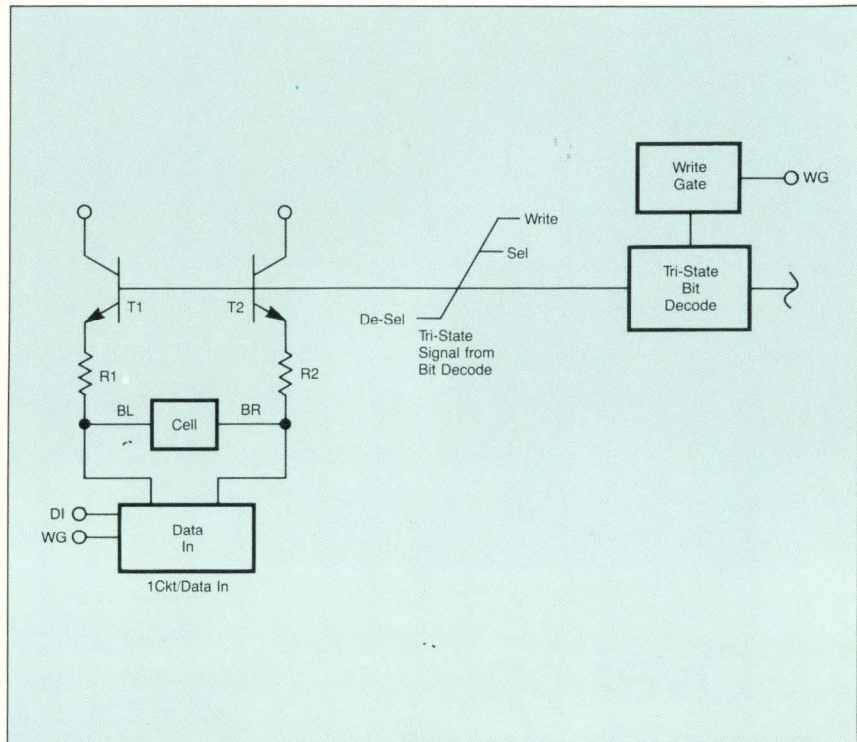 Write
Gate
WG
Write
Sel
Tri-State
Bit
Decode
T1
T2
De-Sel
Tri-State
Signal from
Bit Decode
R1
R2
BL
Cell
BR
DI
WG
Data
In
1Ckt/Data In